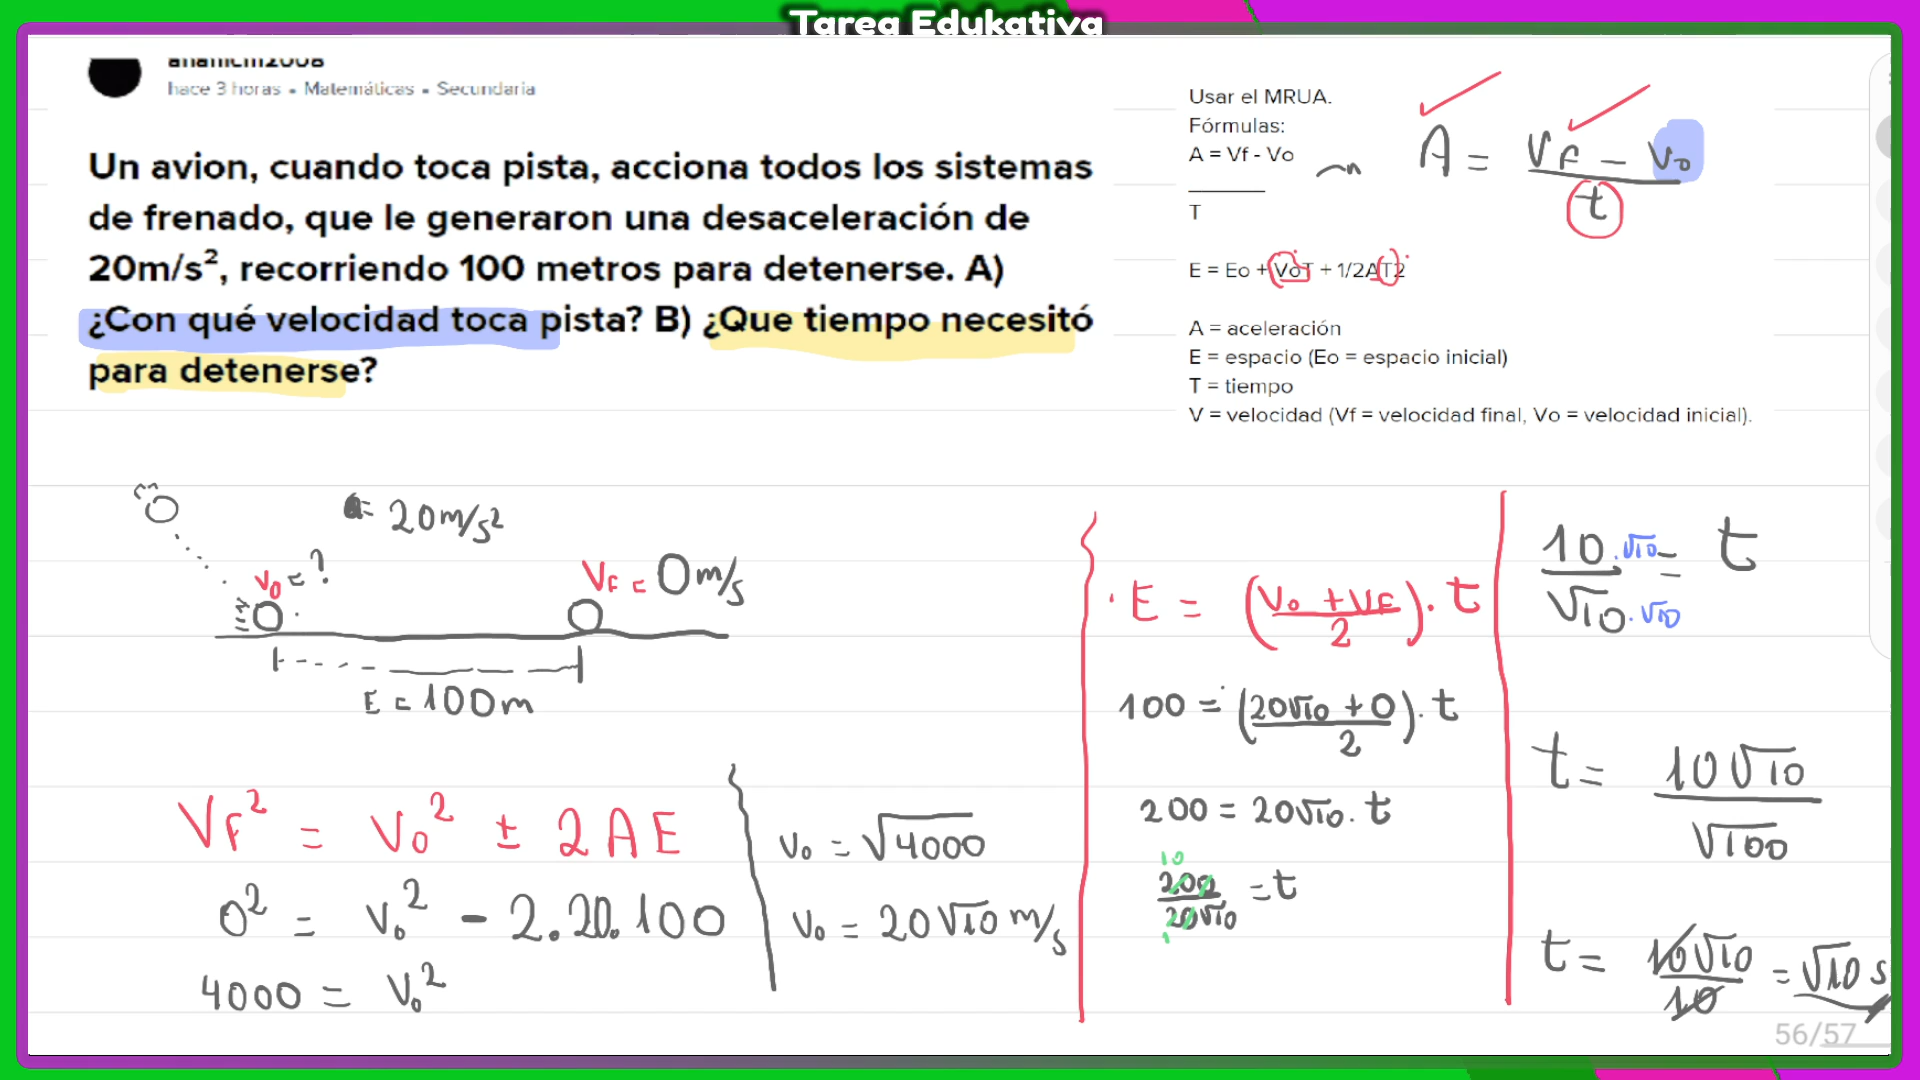 Tarea Edukativa
hace 3 horas • Matemáticas • Secundaria
Un avion, cuando toca pista, acciona todos los sistemas
de frenado, que le generaron una desaceleración de
20m/s², recorriendo 100 metros para detenerse. A)
¿Con qué velocidad toca pista? B) ¿Que tiempo necesitó
para detenerse?
Usar el MRUA.
Fórmulas:
A = Vf - Vo
T
E = Eo + VoT + 1/2AT2
A = aceleración
E = espacio (Eo = espacio inicial)
T = tiempo
V = velocidad (Vf = velocidad final, Vo = velocidad inicial).
A = VF - Vo
t
= 20m/s²
Vo = ?
VF = 0m/s
E = 100m
VF² = Vo² ± 2AE
0² = Vo² - 2.20.100
4000 = Vo²
Vo = √4000
Vo = 20√10 m/s
E = (Vo + VF / 2) . t
100 = (20√10 + 0 / 2) . t
200 = 20√10 . t
10
200 / 20√10 = t
1
10 . √10 / √10 . √10 = t
t = 10√10 / √100
t = 10√10 / 10 = √10 s
56/57